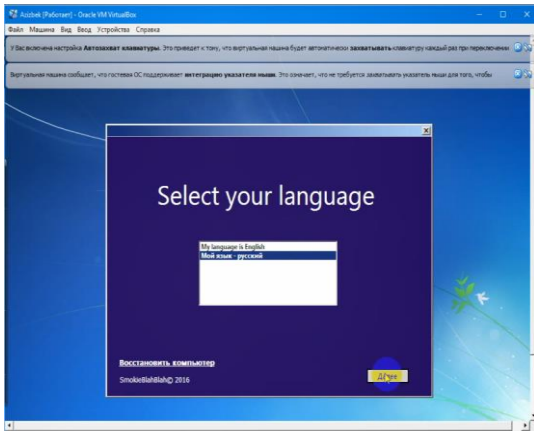 Azizbek [Работает] - Oracle VM VirtualBox
Файл Машина Вид Ввод Устройства Справка
У Вас включена настройка Автозахват клавиатуры. Это приведет к тому, что виртуальная машина будет автоматически захватывать клавиатуру каждый раз при переключении
Виртуальная машина сообщает, что гостевая ОС поддерживает интеграцию указателя мыши. Это означает, что не требуется захватывать указатель мыши для того, чтобы
Select your language
My language is English
Мой язык - русский
Восстановить компьютер
SmokieBlahBlah© 2016
Далее